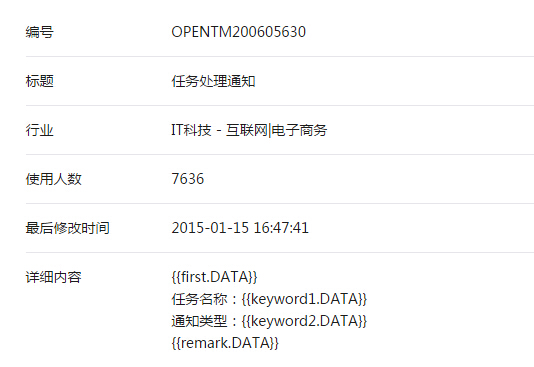 编号 OPENTM200605630
标题 任务处理通知
行业 IT科技 - 互联网|电子商务
使用人数 7636
最后修改时间 2015-01-15 16:47:41
详细内容 {{first.DATA}}
任务名称：{{keyword1.DATA}}
通知类型：{{keyword2.DATA}}
{{remark.DATA}}